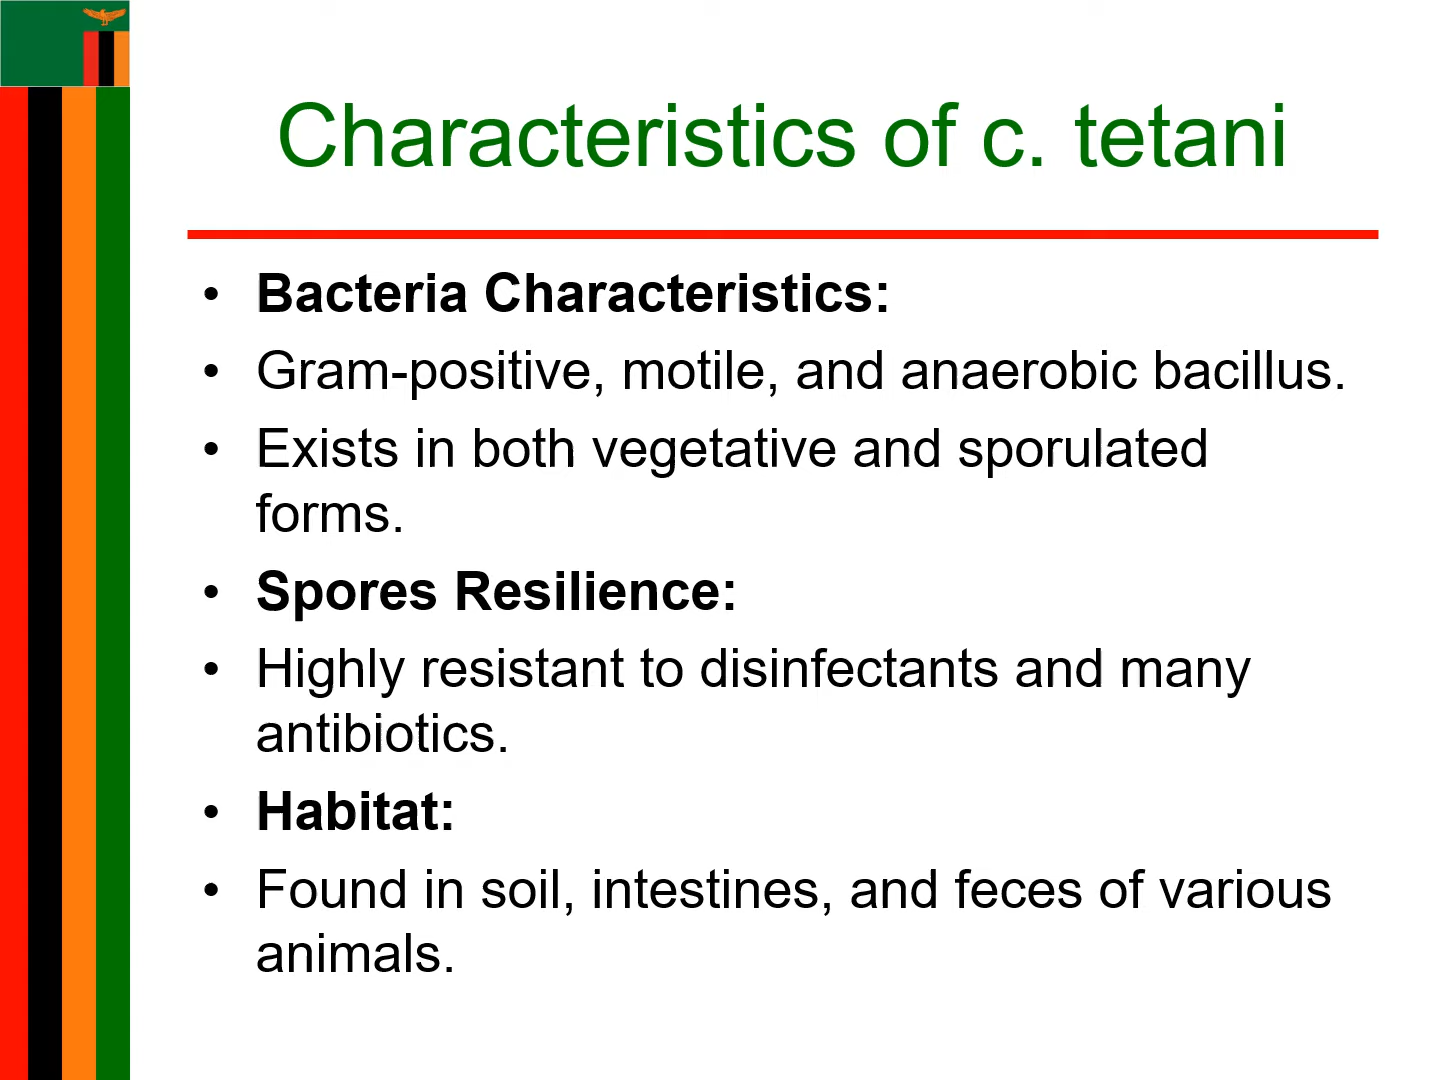 Characteristics of c. tetani
• Bacteria Characteristics:
• Gram-positive, motile, and anaerobic bacillus.
• Exists in both vegetative and sporulated
forms.
• Spores Resilience:
• Highly resistant to disinfectants and many
antibiotics.
• Habitat:
• Found in soil, intestines, and feces of various
animals.